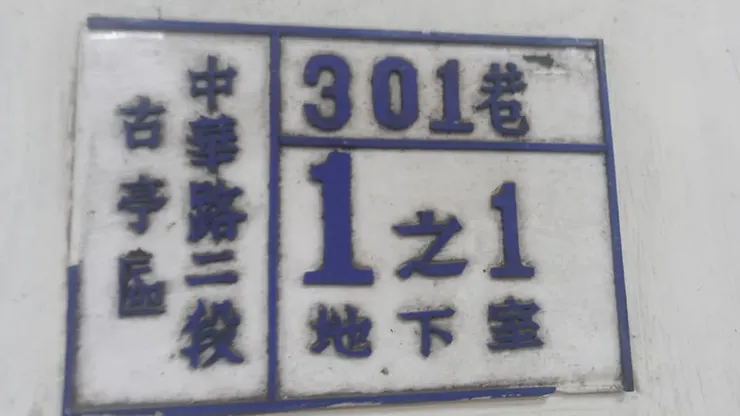 古亭區
中華路二段
301巷
1之1
地下室